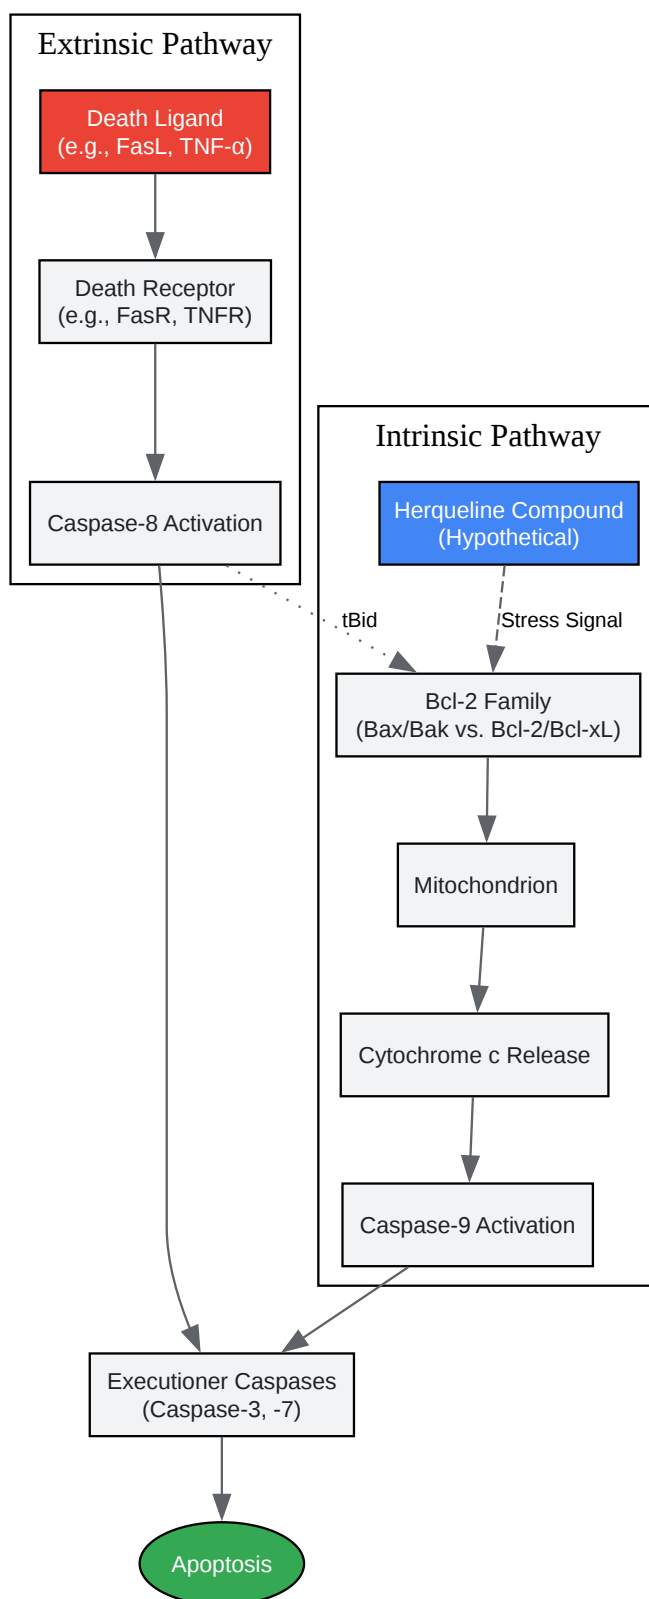 Extrinsic Pathway
Death Ligand
(e.g., FasL, TNF-α)
Death Receptor
(e.g., FasR, TNFR)
Caspase-8 Activation
Intrinsic Pathway
Herqueline Compound
(Hypothetical)
tBid
Stress Signal
Bcl-2 Family
(Bax/Bak vs. Bcl-2/Bcl-xL)
Mitochondrion
Cytochrome c Release
Caspase-9 Activation
Executioner Caspases
(Caspase-3, -7)
Apoptosis